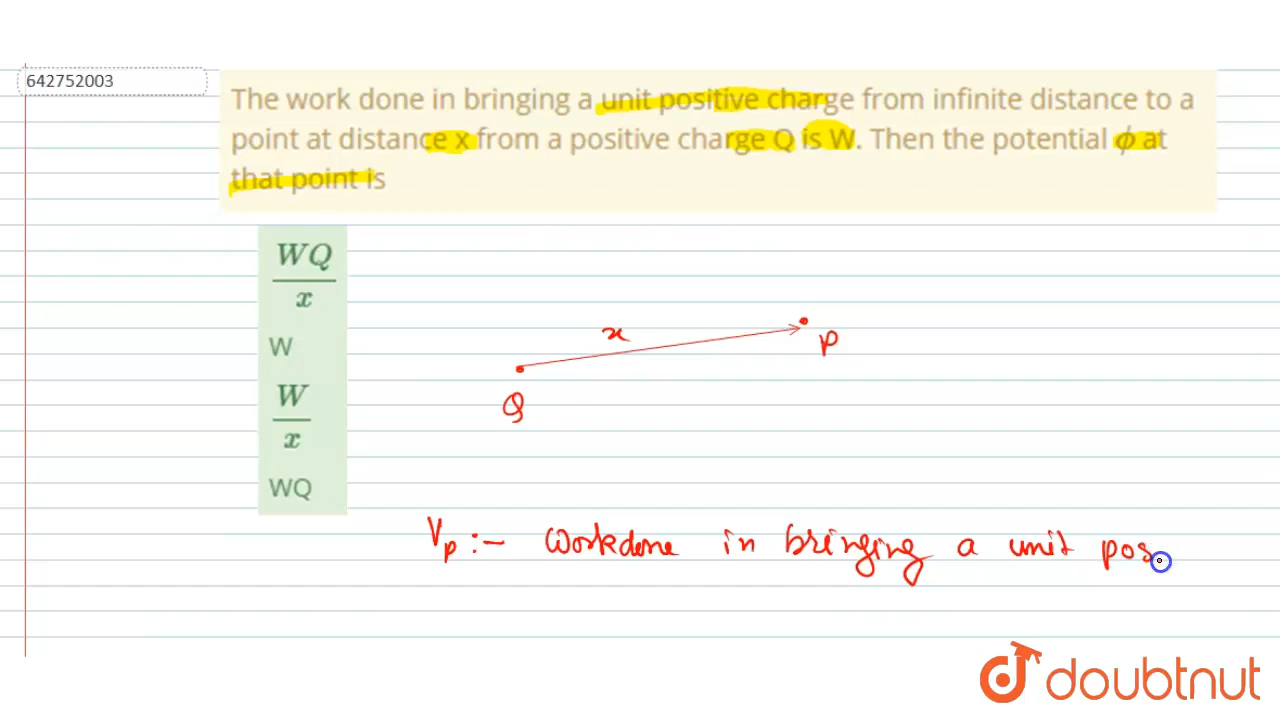 642752003
The work done in bringing a unit positive charge from infinite distance to a
point at distance x from a positive charge Q is W. Then the potential ϕ at
that point is
WQ
x
W
W
x
WQ
x
P
Q
Vp :- Workdone in bringing a unit pos
doubtnut